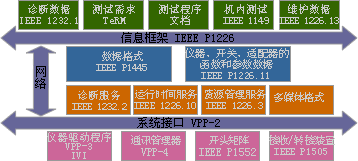 诊断数据
IEEE 1232.1
测试需求
TeRM
测试程序
文档
机内测试
IEEE 1149
维护数据
IEEE 1226.13
信息框架 IEEE P1226
网络
数据格式
IEEE P1445
仪器、开关、适配器的
函数和参数数据
IEEE P1226.11
诊断服务
IEEE 1232.2
运行时间服务
IEEE 1226.10
资源管理服务
IEEE 1226.3
多媒体格式
系统接口 VPP-2
仪器驱动程序
VPP-3
IVI
通讯管理器
VPP-4
开头矩阵
IEEE P1552
接收/转接装置
IEEE P1505